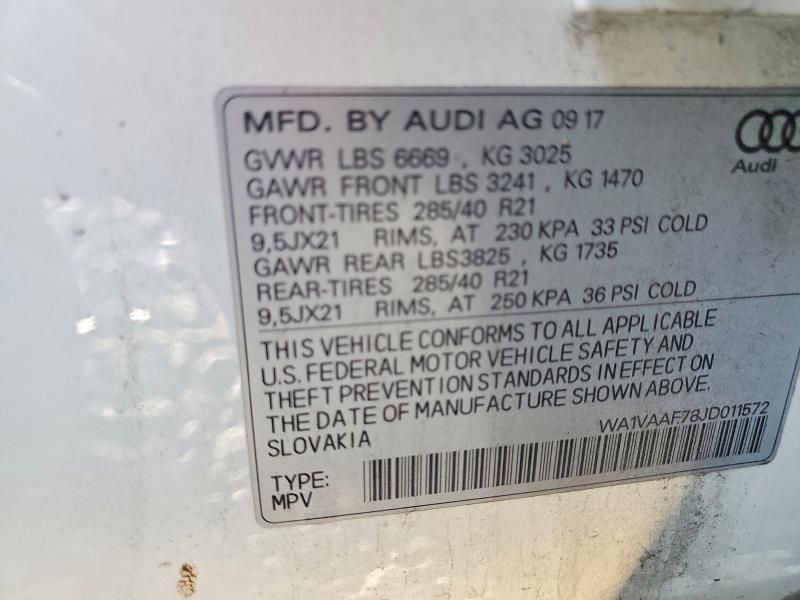 MFD. BY AUDI AG 09 17
GVWR LBS 6669, KG 3025
GAWR FRONT LBS 3241, KG 1470
FRONT-TIRES 285/40 R21
9,5JX21 RIMS, AT 230 KPA 33 PSI COLD
GAWR REAR LBS3825, KG 1735
REAR-TIRES 285/40 R21
9,5JX21 RIMS, AT 250 KPA 36 PSI COLD
Audi
THIS VEHICLE CONFORMS TO ALL APPLICABLE
U.S. FEDERAL MOTOR VEHICLE SAFETY AND
THEFT PREVENTION STANDARDS IN EFFECT ON
THE DATE OF MANUFACTURE SHOWN ABOVE.
SLOVAKIA
WA1VAAF78JD011572
TYPE:
MPV